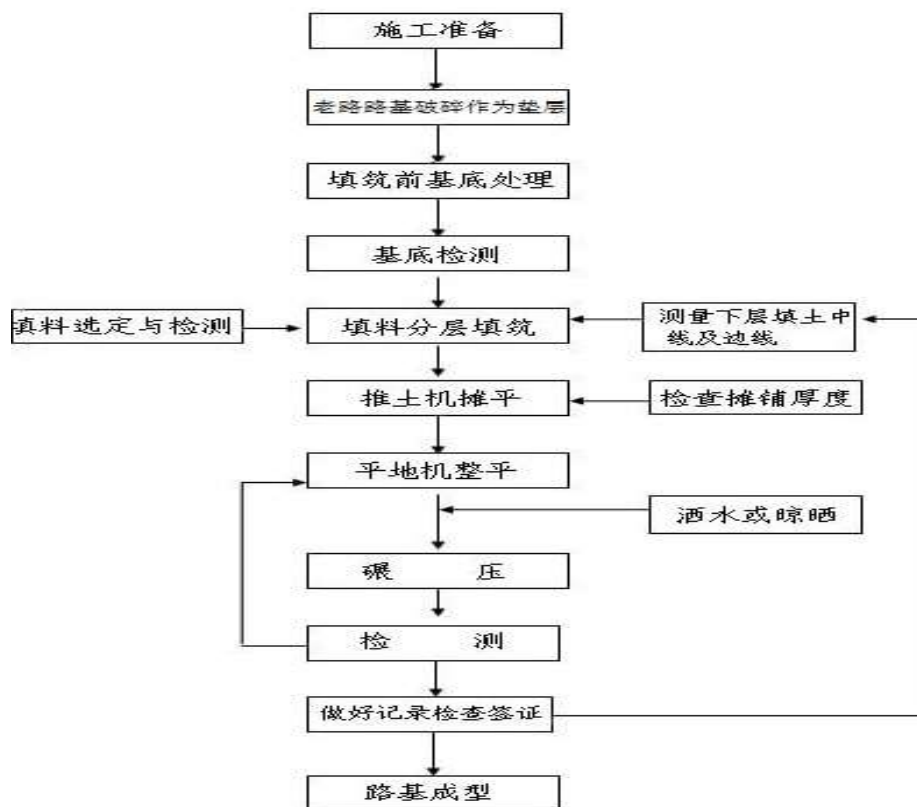 施工准备
老路路基破碎作为垫层
填筑前基底处理
基底检测
填料选定与检测
填料分层填筑
测量下层填土中
线及边线
推土机摊平
检查摊铺厚度
平地机整平
洒水或晾晒
碾 压
检 测
做好记录检查签证
路基成型